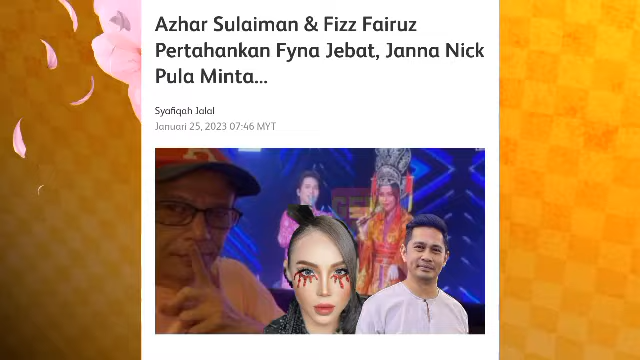 Azhar Sulaiman & Fizz Fairuz
Pertahankan Fyna Jebat, Janna Nick
Pula Minta...
Syafiqah Jalal
Januari 25, 2023 07:46 MYT